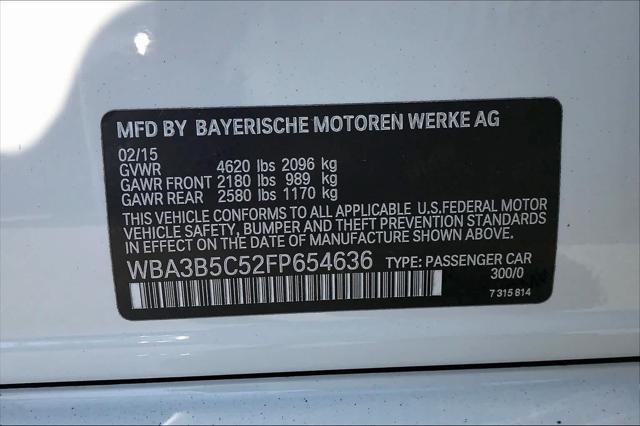 MFD BY BAYERISCHE MOTOREN WERKE AG
02/15
GVWR 4620 lbs 2096 kg
GAWR FRONT 2180 lbs 989 kg
GAWR REAR 2580 lbs 1170 kg
THIS VEHICLE CONFORMS TO ALL APPLICABLE U.S.FEDERAL MOTOR
VEHICLE SAFETY, BUMPER AND THEFT PREVENTION STANDARDS
IN EFFECT ON THE DATE OF MANUFACTURE SHOWN ABOVE.
WBA3B5C52FP654636 TYPE: PASSENGER CAR
300/0
7 315 814